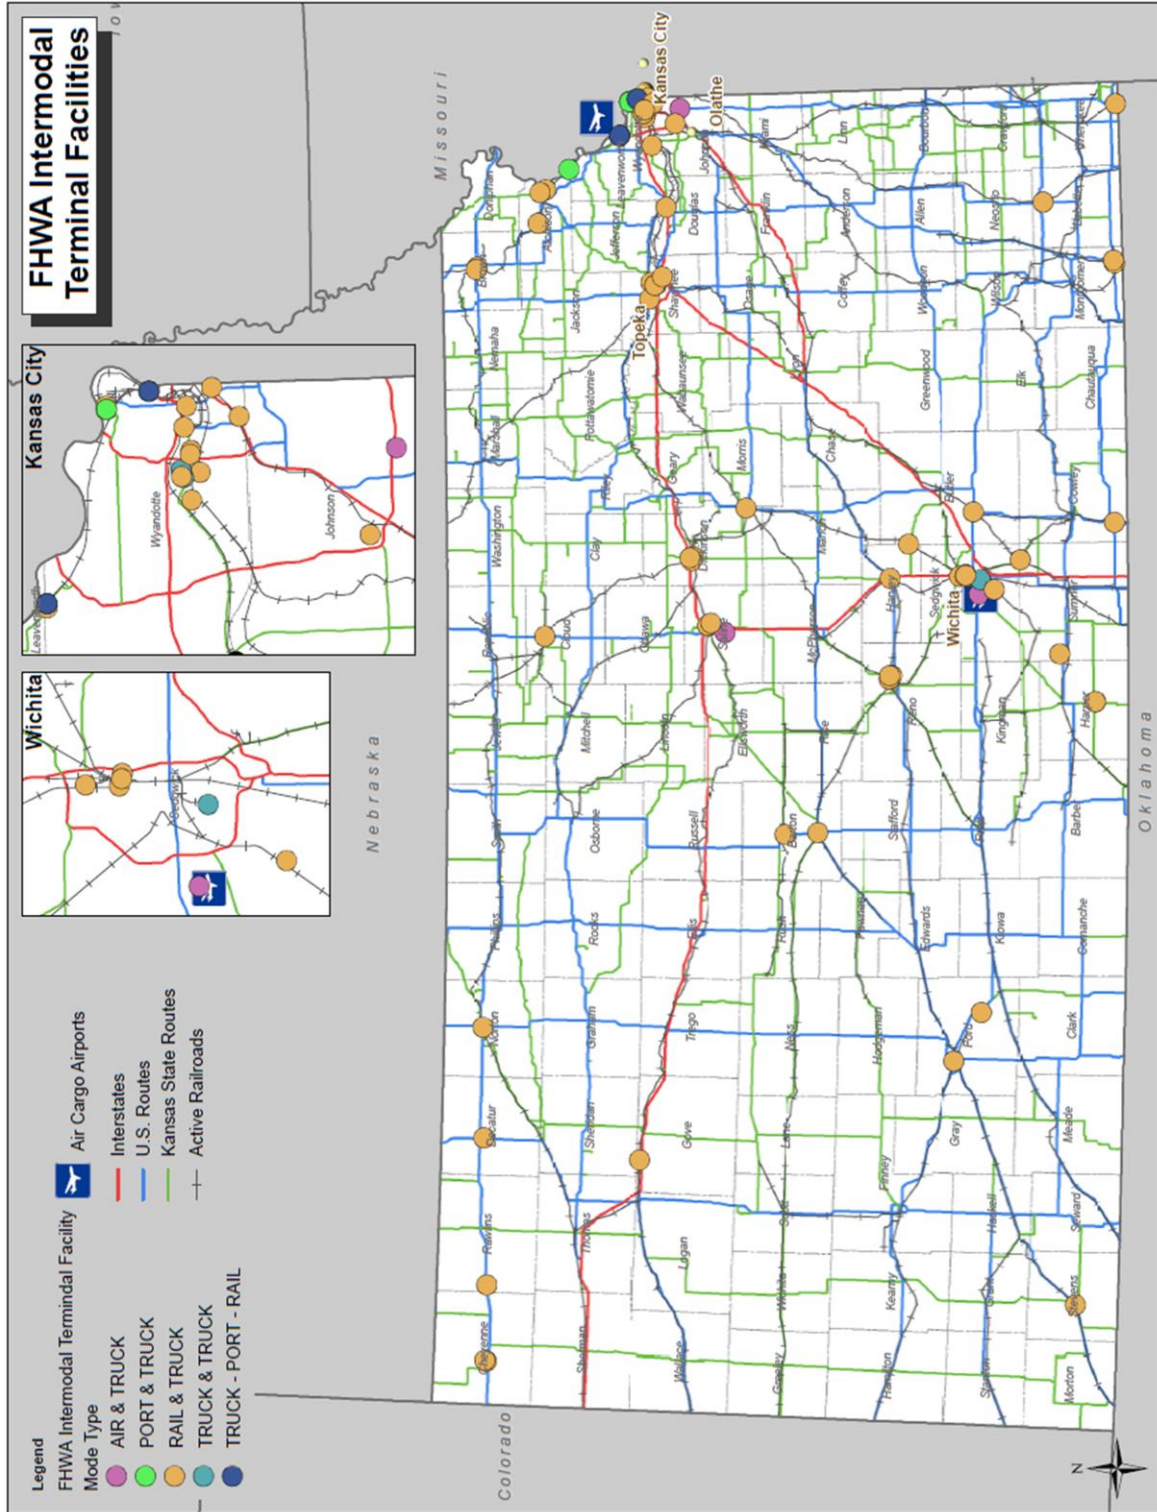 FHWA Intermodal
Terminal Facilities
Legend
FHWA Intermodal Termindal Facility
Mode Type
AIR & TRUCK
PORT & TRUCK
RAIL & TRUCK
TRUCK & TRUCK
TRUCK - PORT - RAIL
Air Cargo Airports
Interstates
U.S. Routes
Kansas State Routes
Active Railroads
Wichita
Sedgwick
Kansas City
Leavenworth
Wyandotte
Johnson
Nebraska
Missouri
Colorado
Oklahoma
N
Cheyenne
Rawlins
Decatur
Norton
Phillips
Smith
Jewell
Republic
Washington
Marshall
Nemaha
Brown
Doniphan
Sherman
Thomas
Sheridan
Graham
Rooks
Osborne
Mitchell
Cloud
Clay
Riley
Pottawatomie
Jackson
Atchison
Jefferson
Leavenworth
Wallace
Logan
Gove
Trego
Ellis
Russell
Lincoln
Ottawa
Saline
Dickinson
Geary
Wabaunsee
Topeka
Shawnee
Douglas
Johnson
Kansas City
Olathe
Greeley
Wichita
Scott
Lane
Ness
Rush
Barton
Ellsworth
Rice
McPherson
Marion
Morris
Chase
Lyon
Osage
Coffey
Franklin
Anderson
Miami
Linn
Hamilton
Kearny
Finney
Gray
Hodgeman
Pawnee
Edwards
Stafford
Reno
Harvey
Sedgwick
Wichita
Butler
Greenwood
Woodson
Allen
Bourbon
Stanton
Grant
Haskell
Ford
Kiowa
Pratt
Kingman
Elk
Wilson
Neosho
Crawford
Morton
Stevens
Seward
Meade
Clark
Comanche
Barber
Harper
Sumner
Cowley
Chautauqua
Montgomery
Labette
Cherokee